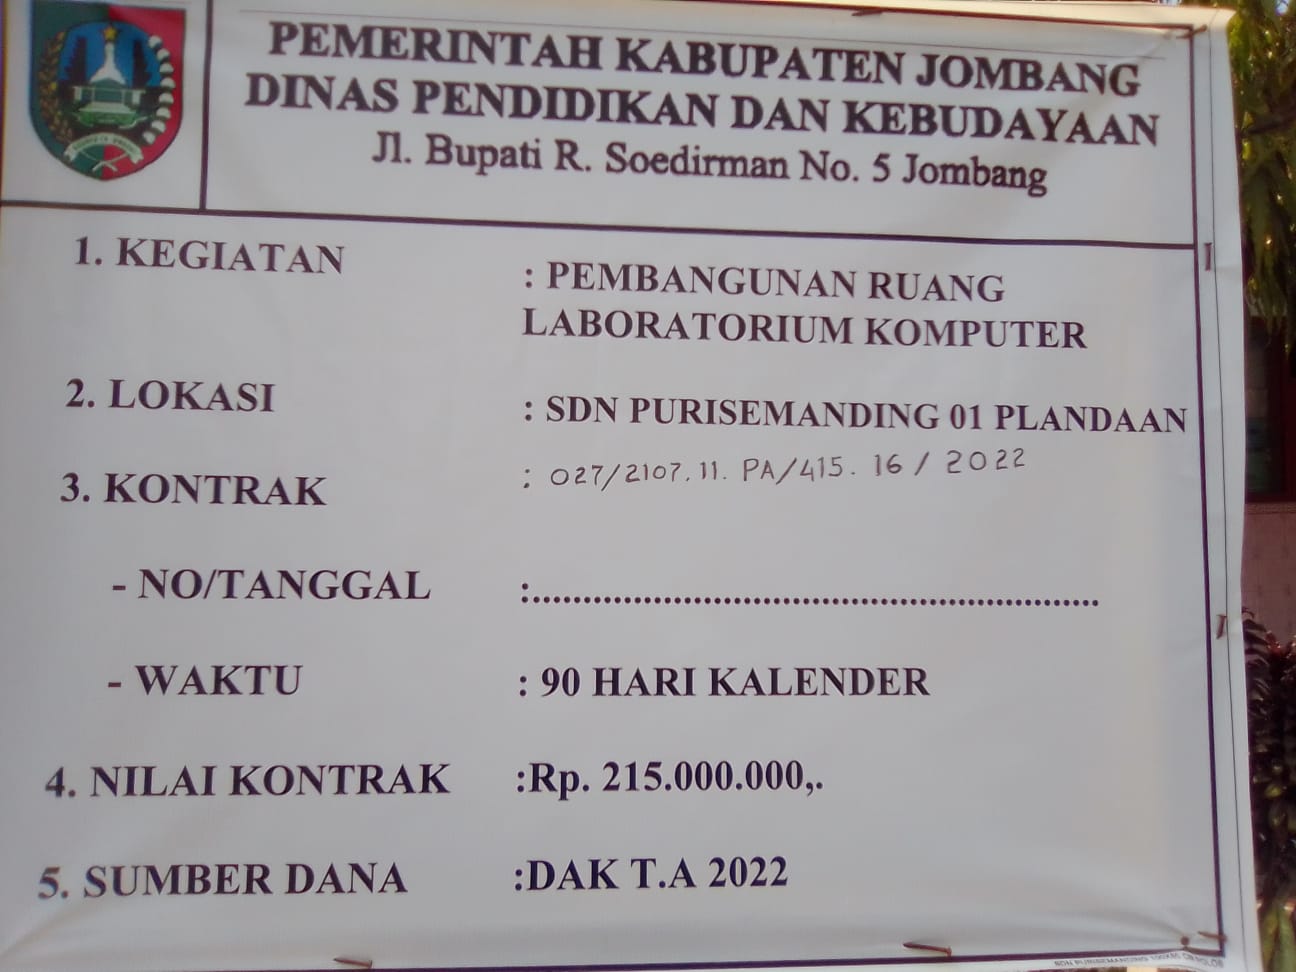 PEMERINTAH KABUPATEN JOMBANG
DINAS PENDIDIKAN DAN KEBUDAYAAN
Jl. Bupati R. Soedirman No. 5 Jombang
1. KEGIATAN : PEMBANGUNAN RUANG
LABORATORIUM KOMPUTER
2. LOKASI : SDN PURISEMANDING 01 PLANDAAN
3. KONTRAK : 027/2107.11. PA/415. 16 / 2022
- NO/TANGGAL :.........................................................
- WAKTU : 90 HARI KALENDER
4. NILAI KONTRAK :Rp. 215.000.000,.
5. SUMBER DANA :DAK T.A 2022
SDN PURISEMANDING